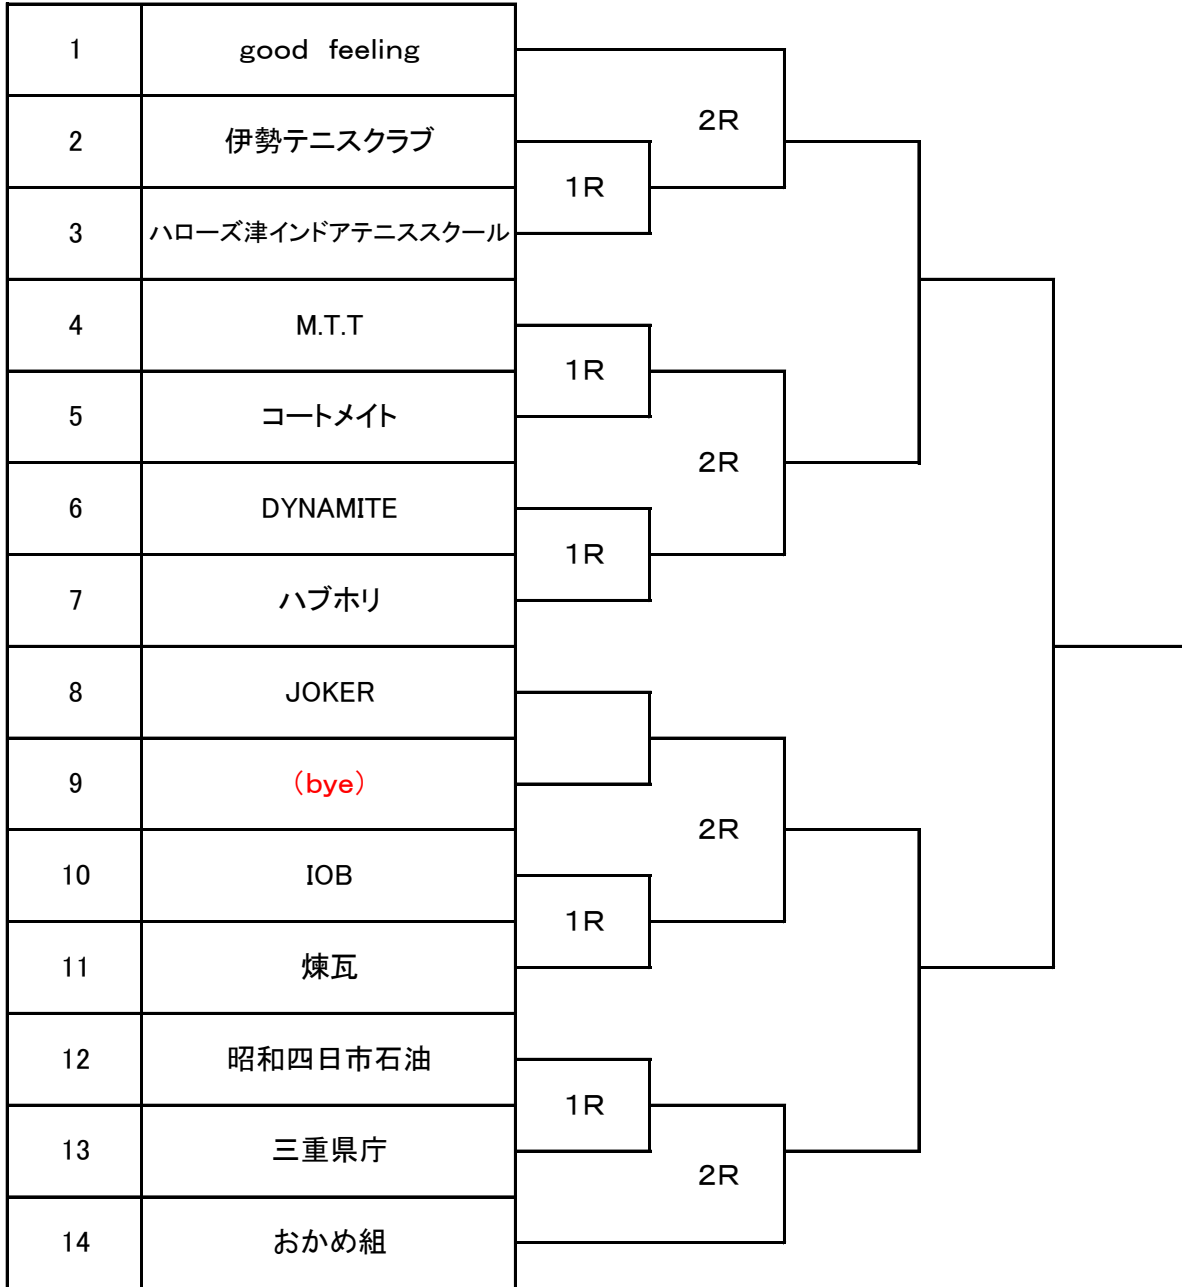 1 good feeling
2R
2 伊勢テニスクラブ
1R
3 ハローズ津インドアテニススクール
4 M.T.T
1R
5 コートメイト
2R
6 DYNAMITE
1R
7 ハブホリ
8 JOKER
9 （bye）
2R
10 IOB
1R
11 煉瓦
12 昭和四日市石油
1R
13 三重県庁
2R
14 おかめ組